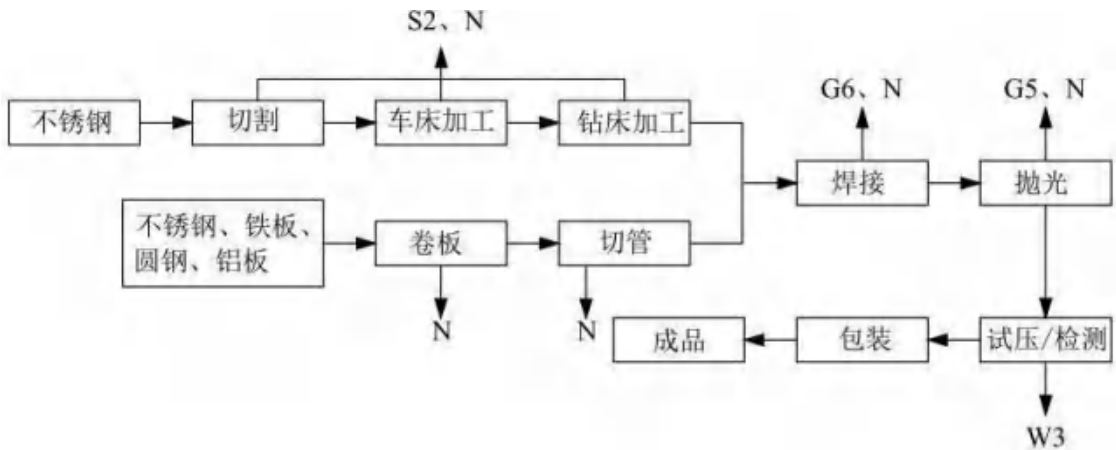 S2、N
G6、N
G5、N
不锈钢
切割
车床加工
钻床加工
焊接
抛光
不锈钢、铁板、
圆钢、铝板
卷板
切管
N
N
成品
包装
试压/检测
W3